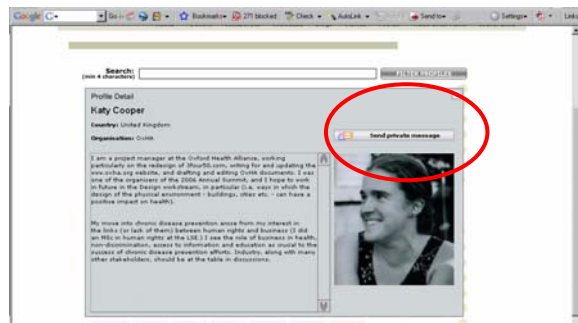 Google G Go Bookmarks 271 blocked Check AutoLink Send to Settings Links
Search:
(min 4 characters)
FILTER PROFILES
Profile Detail
Katy Cooper
Country: United Kingdom
Organisation: OxHA
Send private message
I am a project manager at the Oxford Health Alliance, working
particularly on the redesign of 3four50.com, writing for and updating the
www.oxha.org website, and drafting and editing OxHA documents. I was
one of the organisers of the 2006 Annual Summit, and I hope to work
in future in the Design workstream, in particular (i.e. ways in which the
design of the physical environment - buildings, cities etc. - can have a
positive impact on health).
My move into chronic disease prevention arose from my interest in
the links (or lack of them) between human rights and business (I did
an MSc in human rights at the LSE.) I see the role of business in health,
non-discrimination, access to information and education as crucial to the
success of chronic disease prevention efforts. Industry, along with many
other stakeholders, should be at the table in discussions.